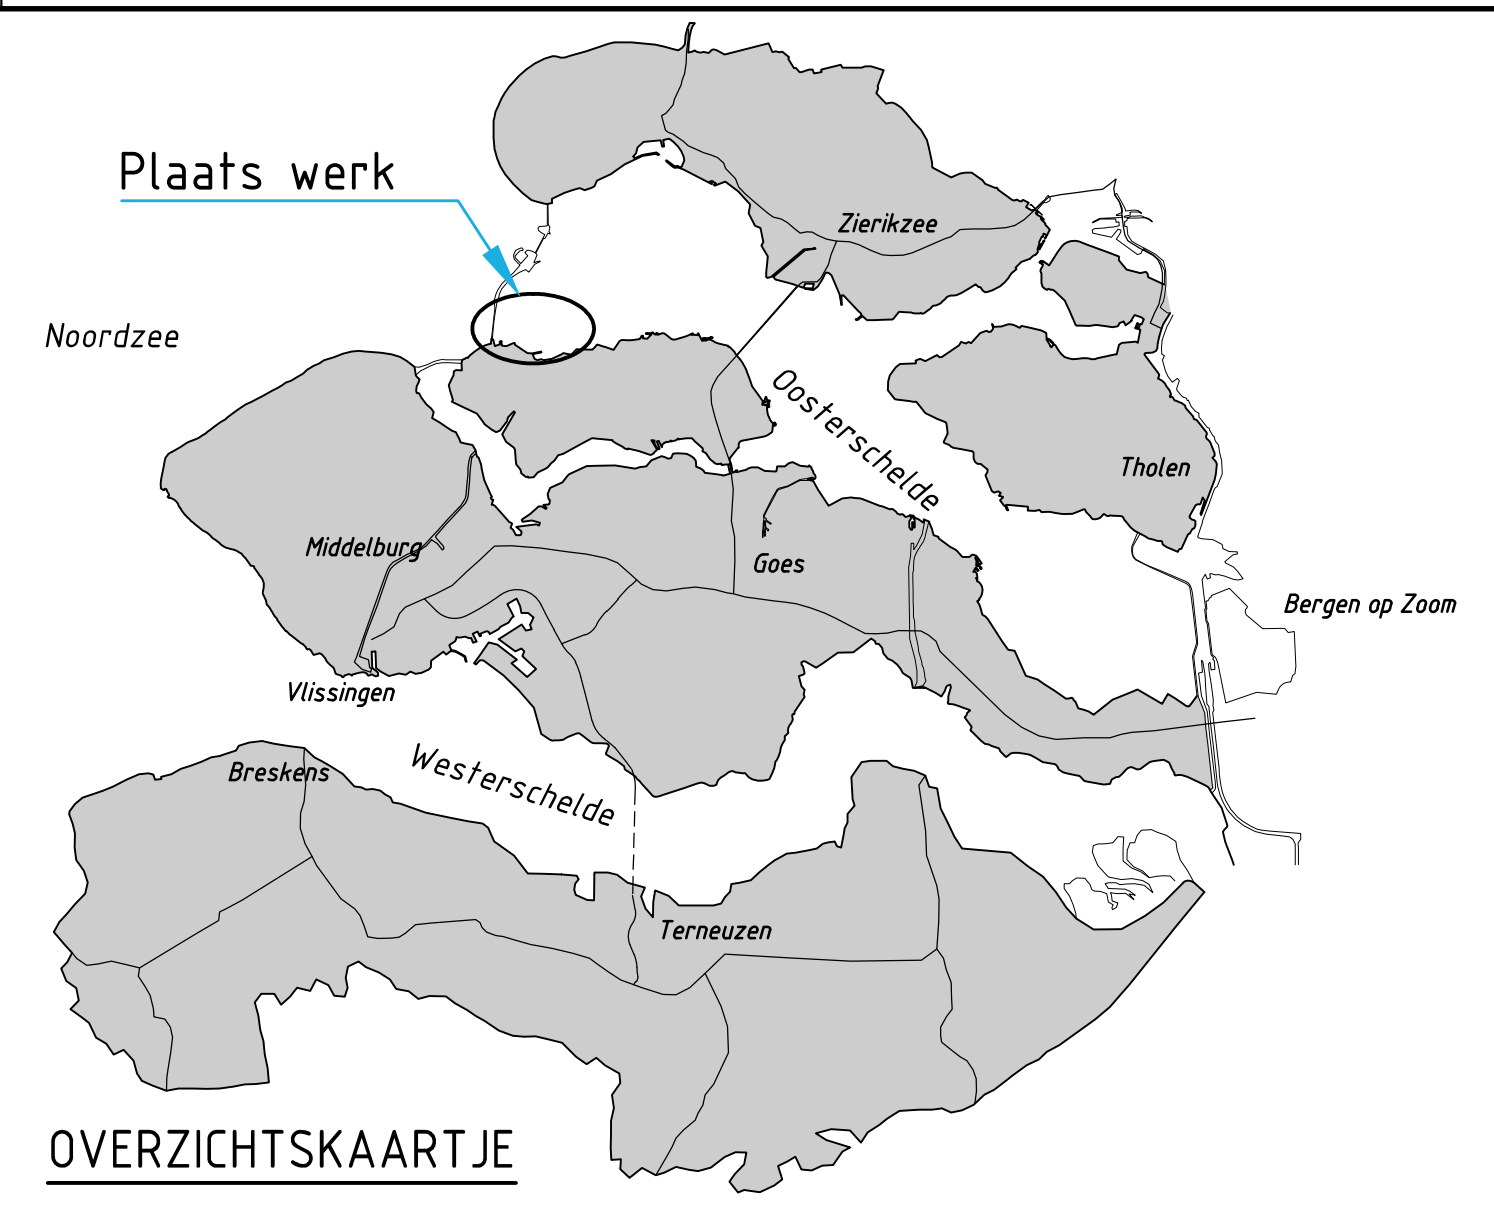 Plaats werk
Zierikzee
Noordzee
Oosterschelde
Tholen
Middelburg
Goes
Bergen op Zoom
Vlissingen
Westerschelde
Breskens
Terneuzen
OVERZICHTSKAARTJE